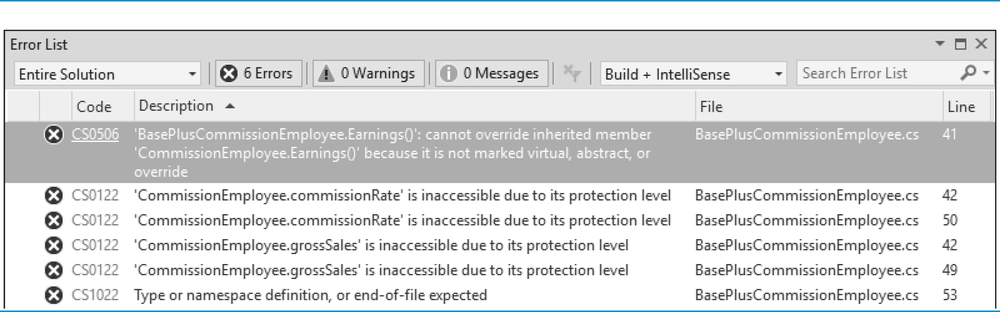 Error List
Entire Solution 6 Errors 0 Warnings 0 Messages Build + IntelliSense Search Error List
Code Description File Line
CS0506 'BasePlusCommissionEmployee.Earnings()': cannot override inherited member BasePlusCommissionEmployee.cs 41
'CommissionEmployee.Earnings()' because it is not marked virtual, abstract, or
override
CS0122 'CommissionEmployee.commissionRate' is inaccessible due to its protection level BasePlusCommissionEmployee.cs 42
CS0122 'CommissionEmployee.commissionRate' is inaccessible due to its protection level BasePlusCommissionEmployee.cs 50
CS0122 'CommissionEmployee.grossSales' is inaccessible due to its protection level BasePlusCommissionEmployee.cs 42
CS0122 'CommissionEmployee.grossSales' is inaccessible due to its protection level BasePlusCommissionEmployee.cs 49
CS1022 Type or namespace definition, or end-of-file expected BasePlusCommissionEmployee.cs 53